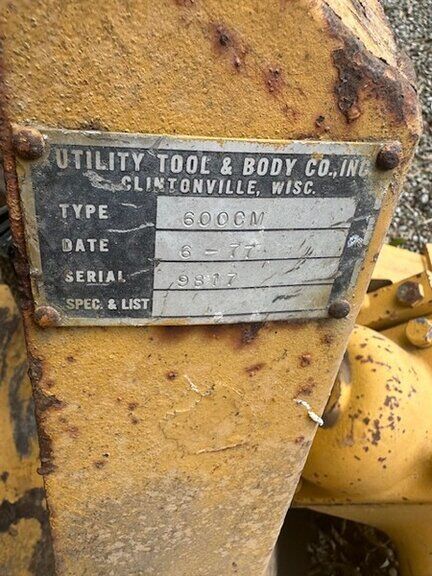 UTILITY TOOL & BODY CO., INC
CLINTONVILLE, WISC.
TYPE 600CM
DATE 6-77
SERIAL 9817
SPEC. & LIST